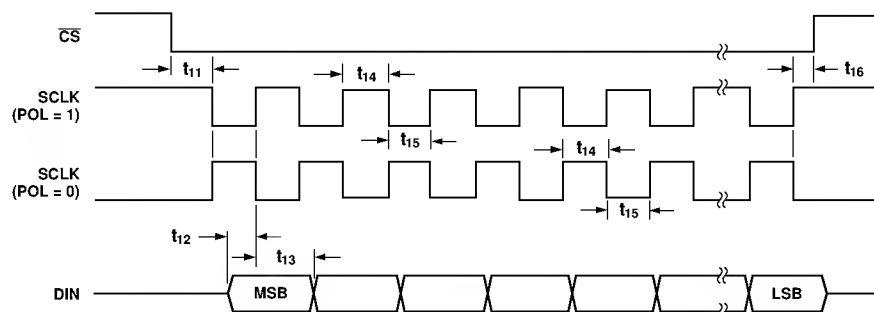 CS
t11
t14
t16
SCLK
(POL = 1)
t15
t14
SCLK
(POL = 0)
t15
t12
t13
DIN
MSB
LSB